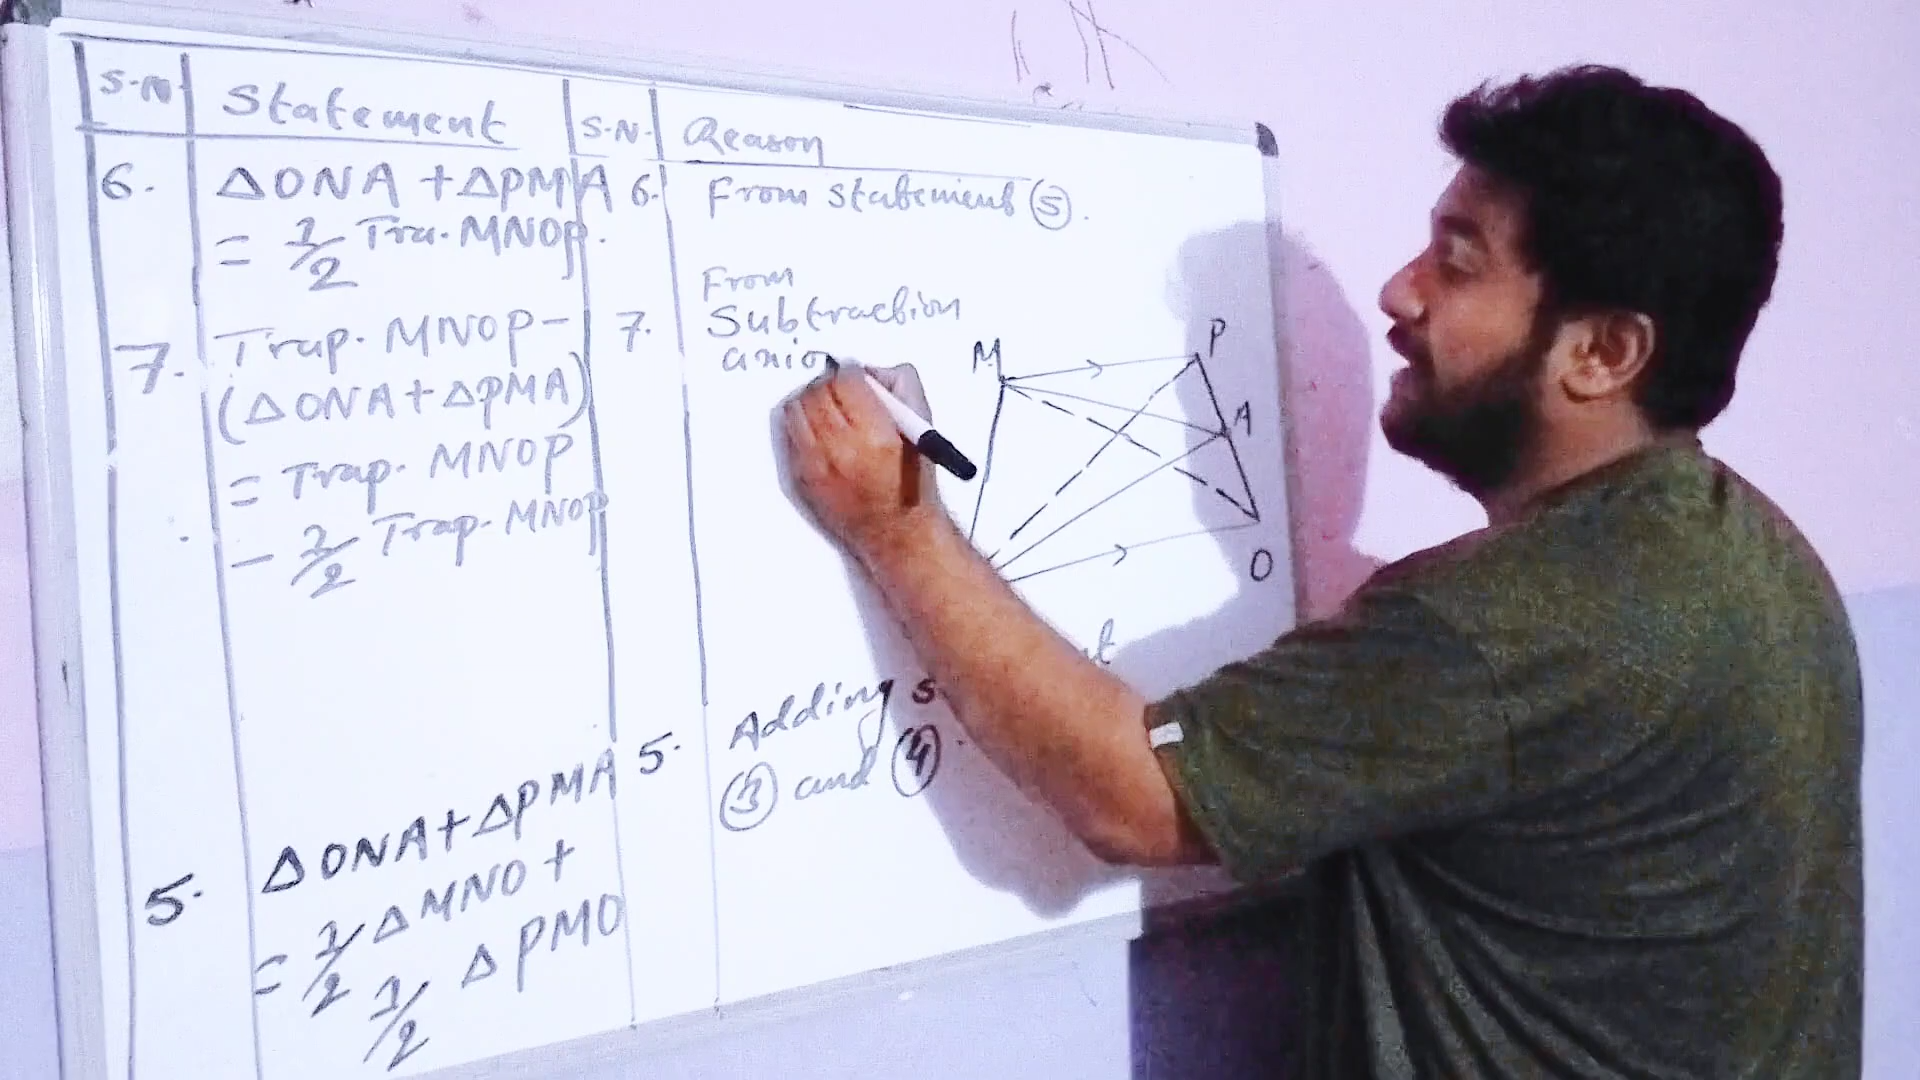 S.N. Statement S.N. Reason
6. ΔONA + ΔPMA 6. From statement (5).
= 1/2 Tra. MNOP.
From
7. Trap. MNOP - 7. Subtraction
(ΔONA + ΔPMA) axio
= Trap. MNOP
- 1/2 Trap. MNOP
M P
A
O
5. ΔONA + ΔPMA 5. Adding s
= 1/2 ΔMNO + (3) and (4).
1/2 ΔPMO